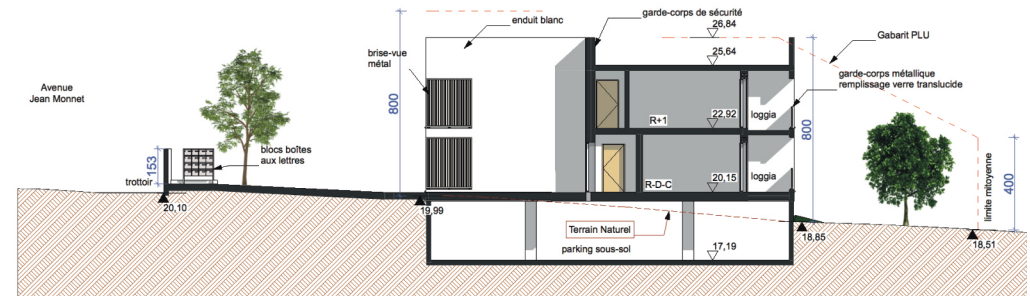 Avenue
Jean Monnet
153
trottoir
blocs boîtes
aux lettres
20,10
brise-vue
métal
enduit blanc
800
19,99
garde-corps de sécurité
26,84
25,64
Gabarit PLU
garde-corps métallique
remplissage verre translucide
R+1
22,92
loggia
800
R-D-C
20,15
loggia
Terrain Naturel
parking sous-sol
17,19
18,85
limite mitoyenne
400
18,51